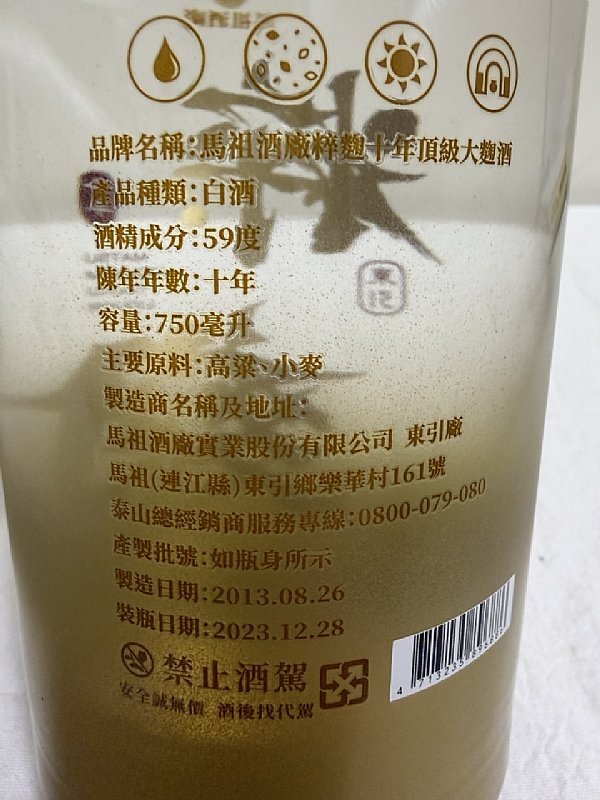 品牌名稱:馬祖酒廠粹麴十年頂級大麴酒
產品種類:白酒
酒精成分:59度
陳年年數:十年
容量:750毫升
主要原料:高粱、小麥
製造商名稱及地址:
馬祖酒廠實業股份有限公司 東引廠
馬祖(連江縣)東引鄉樂華村161號
泰山總經銷商服務專線:0800-079-080
產製批號:如瓶身所示
製造日期:2013.08.26
裝瓶日期:2023.12.28
禁止酒駕
安全誠無價 酒後找代駕